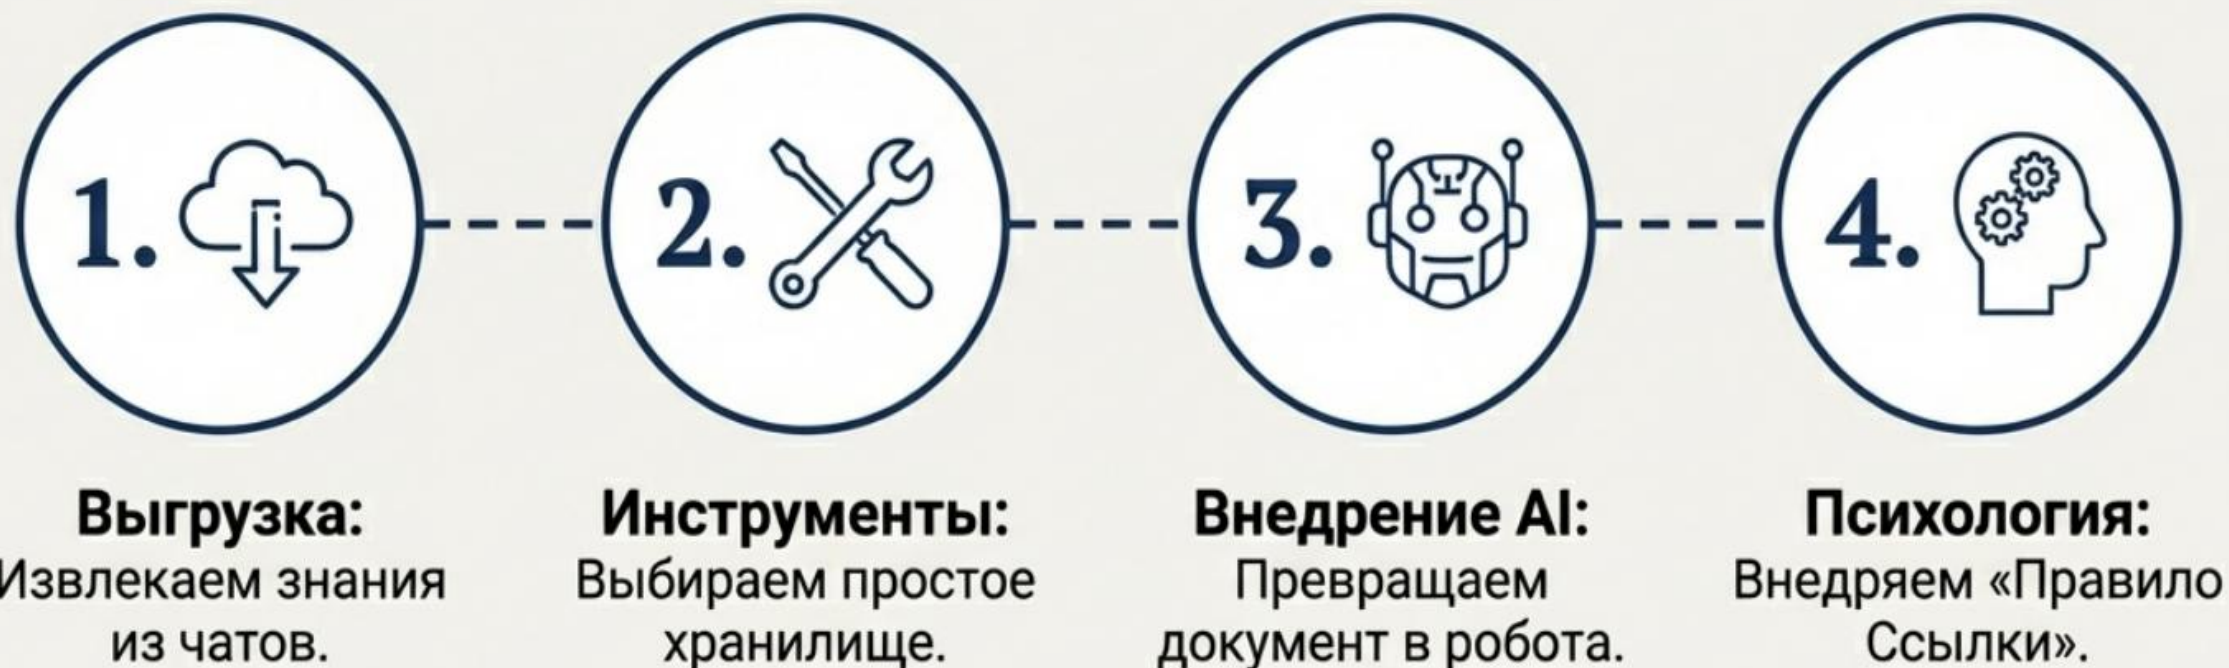 1.
2.
3.
4.
Выгрузка:
Извлекаем знания
из чатов.
Инструменты:
Выбираем простое
хранилище.
Внедрение AI:
Превращаем
документ в робота.
Психология:
Внедряем «Правило
Ссылки».